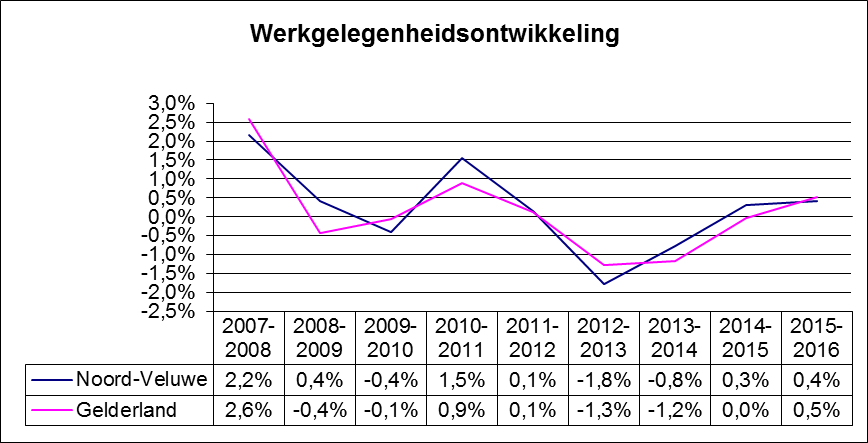 Werkgelegenheidsontwikkeling
3,0%
2,5%
2,0%
1,5%
1,0%
0,5%
0,0%
-0,5%
-1,0%
-1,5%
-2,0%
-2,5%
2007- 2008- 2009- 2010- 2011- 2012- 2013- 2014- 2015-
2008 2009 2010 2011 2012 2013 2014 2015 2016
Noord-Veluwe 2,2% 0,4% -0,4% 1,5% 0,1% -1,8% -0,8% 0,3% 0,4%
Gelderland 2,6% -0,4% -0,1% 0,9% 0,1% -1,3% -1,2% 0,0% 0,5%